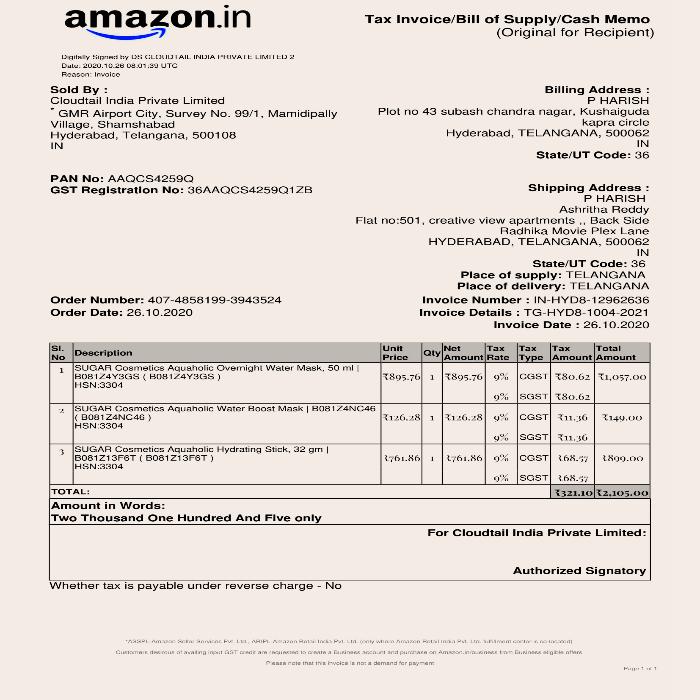 amazon.in
Tax Invoice/Bill of Supply/Cash Memo
(Original for Recipient)
Digitally Signed by DS CLOUDTAIL INDIA PRIVATE LIMITED 2
Date: 2020.10.26 08:01:39 UTC
Reason: Invoice
Sold By :
Cloudtail India Private Limited
* GMR Airport City, Survey No. 99/1, Mamidipally
Village, Shamshabad
Hyderabad, Telangana, 500108
IN
Billing Address :
P HARISH
Plot no 43 subash chandra nagar, Kushaiguda
kapra circle
Hyderabad, TELANGANA, 500062
IN
State/UT Code: 36
PAN No: AAQCS4259Q
GST Registration No: 36AAQCS4259Q1ZB
Shipping Address :
P HARISH
Ashritha Reddy
Flat no:501, creative view apartments ,, Back Side
Radhika Movie Plex Lane
HYDERABAD, TELANGANA, 500062
IN
State/UT Code: 36
Place of supply: TELANGANA
Place of delivery: TELANGANA
Order Number: 407-4858199-3943524
Order Date: 26.10.2020
Invoice Number : IN-HYD8-12962636
Invoice Details : TG-HYD8-1004-2021
Invoice Date : 26.10.2020
Sl. No Description Unit Price Qty Net Amount Tax Rate Tax Type Tax Amount Total Amount
1 SUGAR Cosmetics Aquaholic Overnight Water Mask, 50 ml |
B081Z4Y3GS ( B081Z4Y3GS )
HSN:3304
₹895.76 1 ₹895.76 9% CGST ₹80.62 ₹1,057.00
9% SGST ₹80.62
2 SUGAR Cosmetics Aquaholic Water Boost Mask | B081Z4NC46
( B081Z4NC46 )
HSN:3304
₹126.28 1 ₹126.28 9% CGST ₹11.36 ₹149.00
9% SGST ₹11.36
3 SUGAR Cosmetics Aquaholic Hydrating Stick, 32 gm |
B081Z13F6T ( B081Z13F6T )
HSN:3304
₹761.86 1 ₹761.86 9% CGST ₹68.57 ₹899.00
9% SGST ₹68.57
TOTAL: ₹321.10 ₹2,105.00
Amount in Words:
Two Thousand One Hundred And Five only
For Cloudtail India Private Limited:
Authorized Signatory
Whether tax is payable under reverse charge - No
*ASSPL-Amazon Seller Services Pvt. Ltd., ARIPL-Amazon Retail India Pvt. Ltd. (only where Amazon Retail India Pvt. Ltd. fulfillment center is co-located)
Customers desirous of availing input GST credit are requested to create a Business account and purchase on Amazon.in/business from Business eligible offers
Please note that this invoice is not a demand for payment
Page 1 of 1